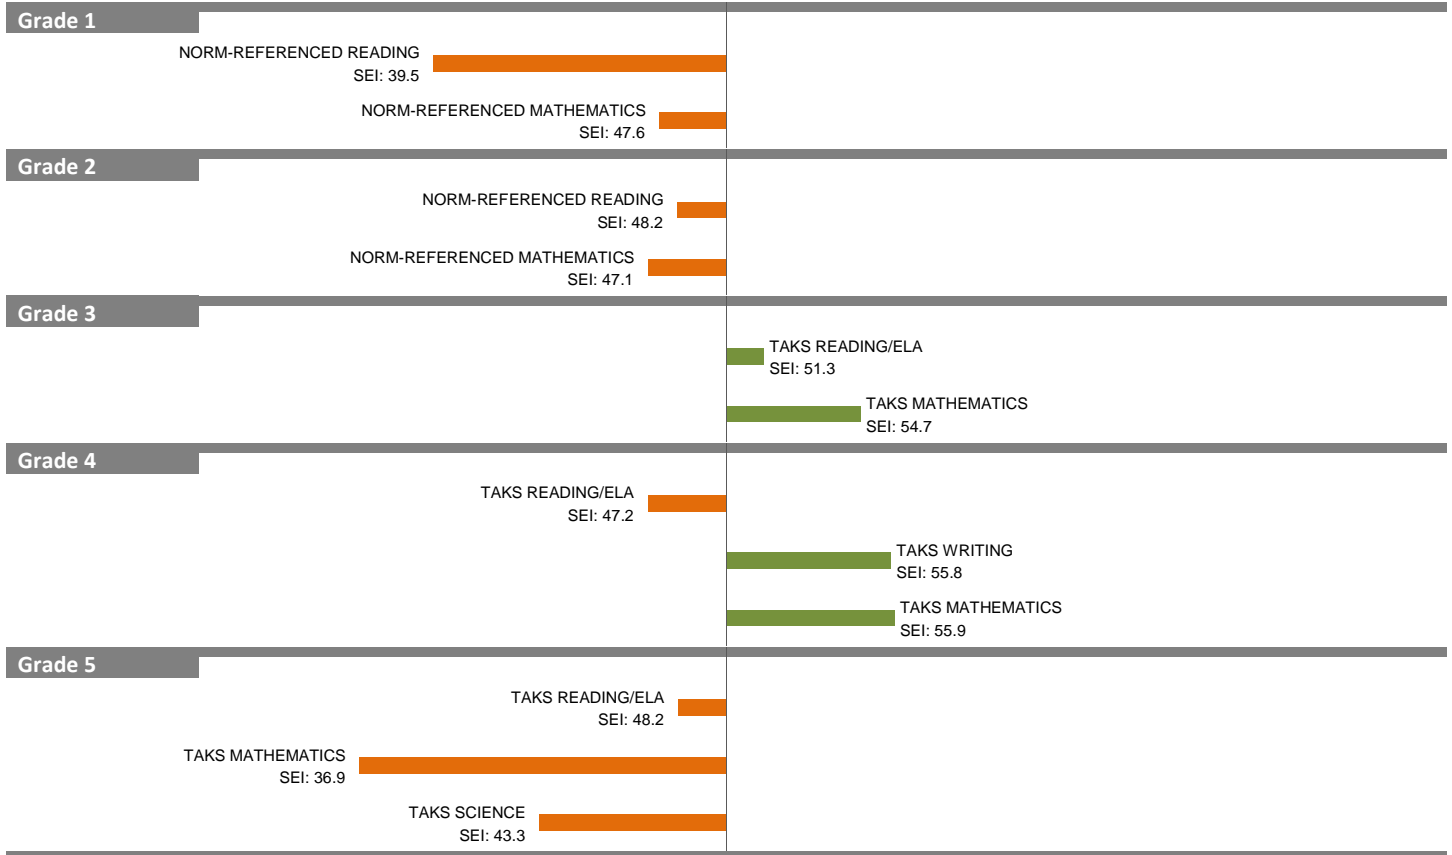 Grade 1
NORM-REFERENCED READING
SEI: 39.5
NORM-REFERENCED MATHEMATICS
SEI: 47.6
Grade 2
NORM-REFERENCED READING
SEI: 48.2
NORM-REFERENCED MATHEMATICS
SEI: 47.1
Grade 3
TAKS READING/ELA
SEI: 51.3
TAKS MATHEMATICS
SEI: 54.7
Grade 4
TAKS READING/ELA
SEI: 47.2
TAKS WRITING
SEI: 55.8
TAKS MATHEMATICS
SEI: 55.9
Grade 5
TAKS READING/ELA
SEI: 48.2
TAKS MATHEMATICS
SEI: 36.9
TAKS SCIENCE
SEI: 43.3